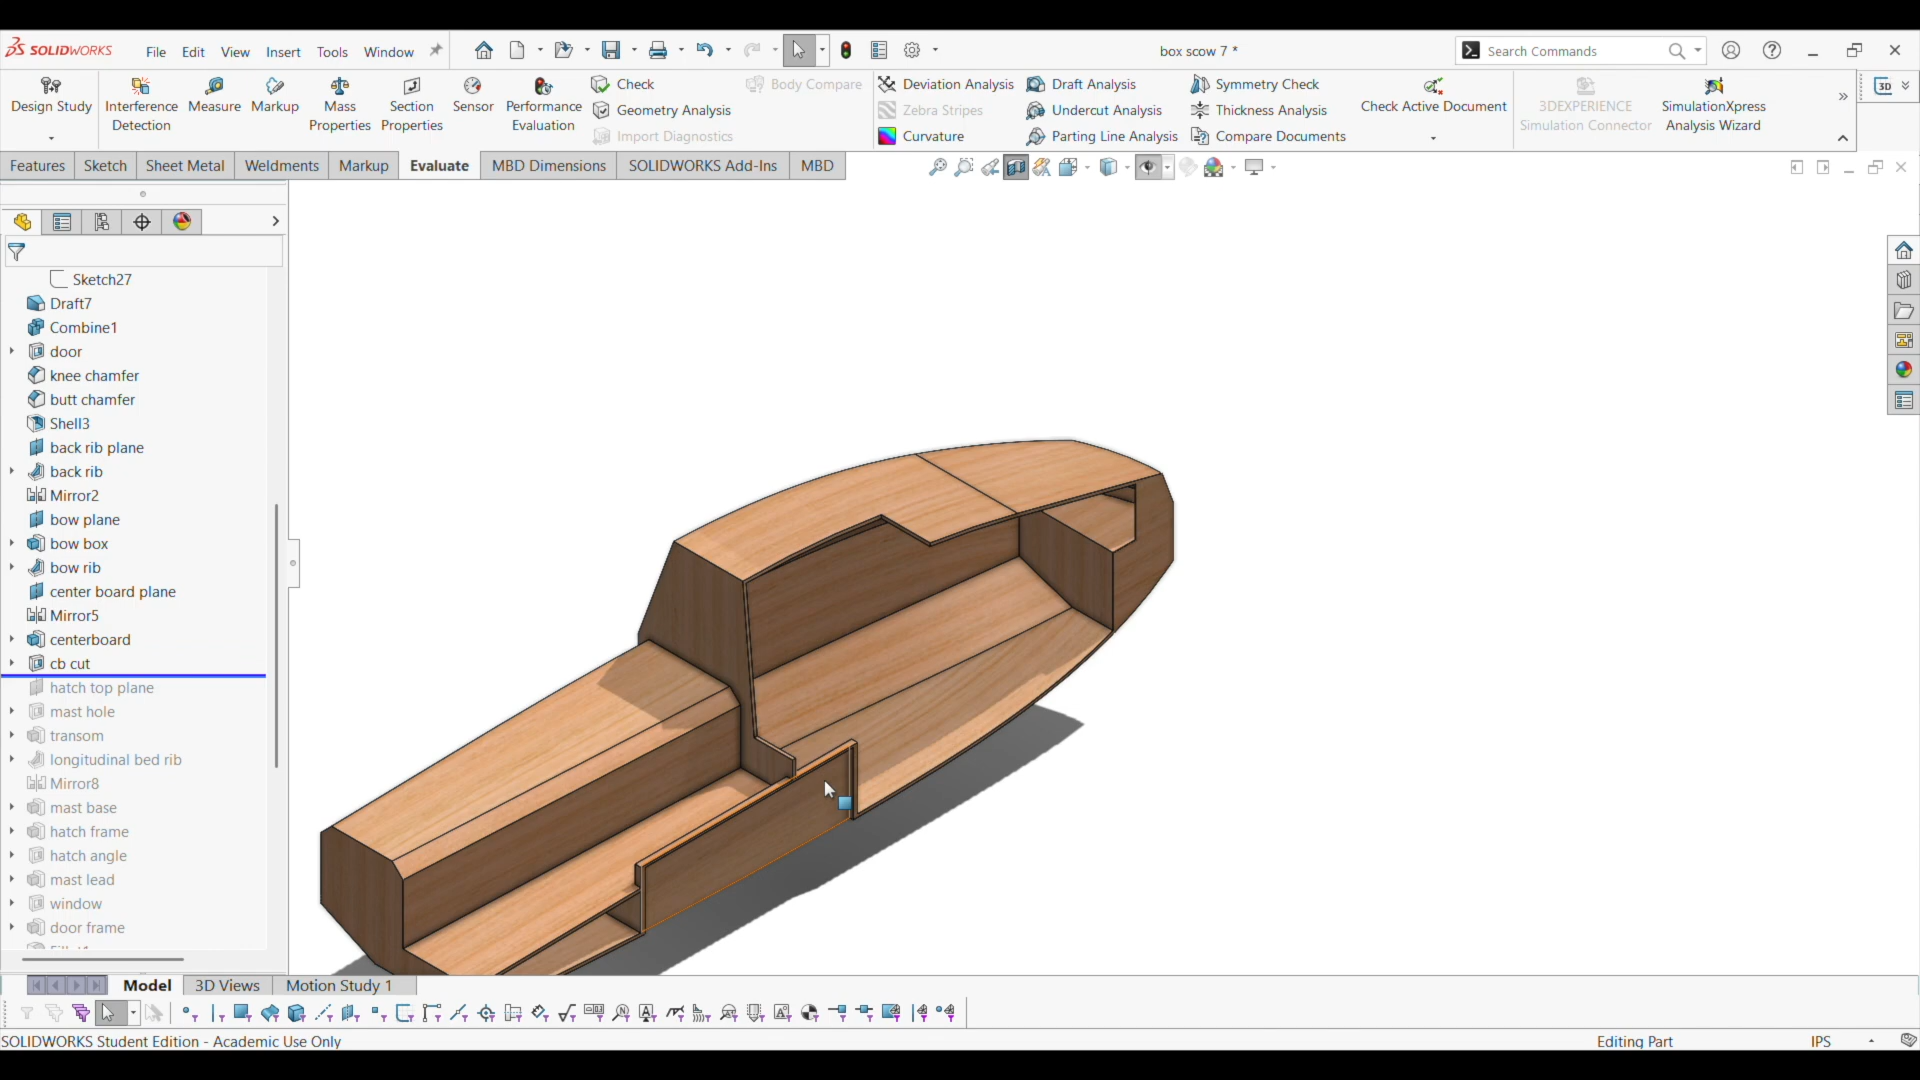 SOLIDWORKS File Edit View Insert Tools Window box scow 7 * Search Commands
Design Study Interference Detection Measure Markup Mass Properties Section Properties Sensor Performance Evaluation
Check Body Compare Deviation Analysis Draft Analysis Symmetry Check
Geometry Analysis Zebra Stripes Undercut Analysis Thickness Analysis
Import Diagnostics Curvature Parting Line Analysis Compare Documents
Check Active Document 3DEXPERIENCE Simulation Connector SimulationXpress Analysis Wizard
3D
Features Sketch Sheet Metal Weldments Markup Evaluate MBD Dimensions SOLIDWORKS Add-Ins MBD
Sketch27
Draft7
Combine1
door
knee chamfer
butt chamfer
Shell3
back rib plane
back rib
Mirror2
bow plane
bow box
bow rib
center board plane
Mirror5
centerboard
cb cut
hatch top plane
mast hole
transom
longitudinal bed rib
Mirror8
mast base
hatch frame
hatch angle
mast lead
window
door frame
Model 3D Views Motion Study 1
SOLIDWORKS Student Edition - Academic Use Only Editing Part IPS